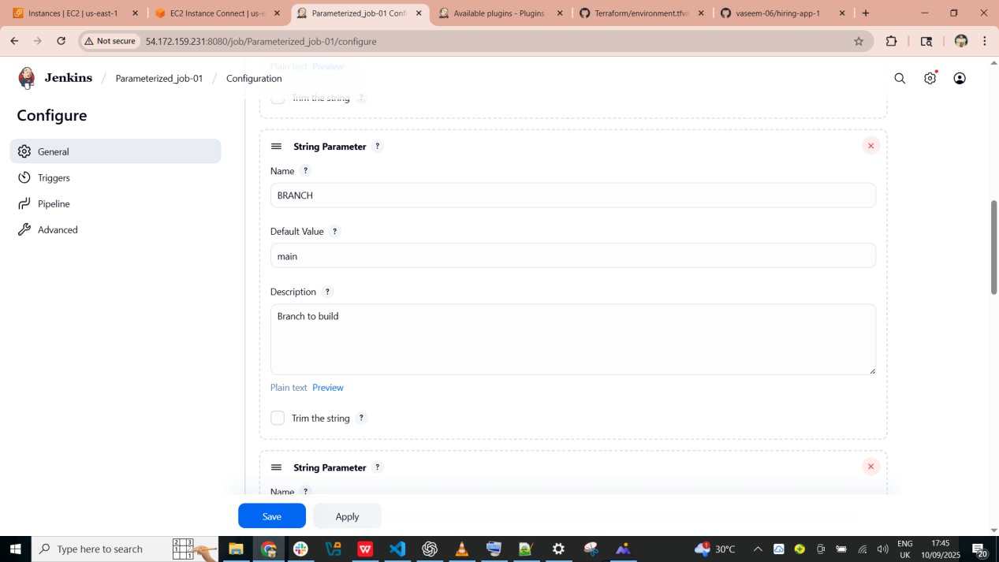 Instances | EC2 | us-east-1
EC2 Instance Connect | us-e
Parameterized_job-01 Confi
Available plugins - Plugins
Terraform/environment.tfva
vaseem-06/hiring-app-1
Not secure
54.172.159.231:8080/job/Parameterized_job-01/configure
Plain text Preview
Jenkins / Parameterized_job-01 / Configuration
Trim the string ?
Configure
General
Triggers
Pipeline
Advanced
String Parameter ?
Name ?
BRANCH
Default Value ?
main
Description ?
Branch to build
Plain text Preview
Trim the string ?
String Parameter ?
Name ?
Save
Apply
Type here to search
30°C
ENG
UK
17:45
10/09/2025
20